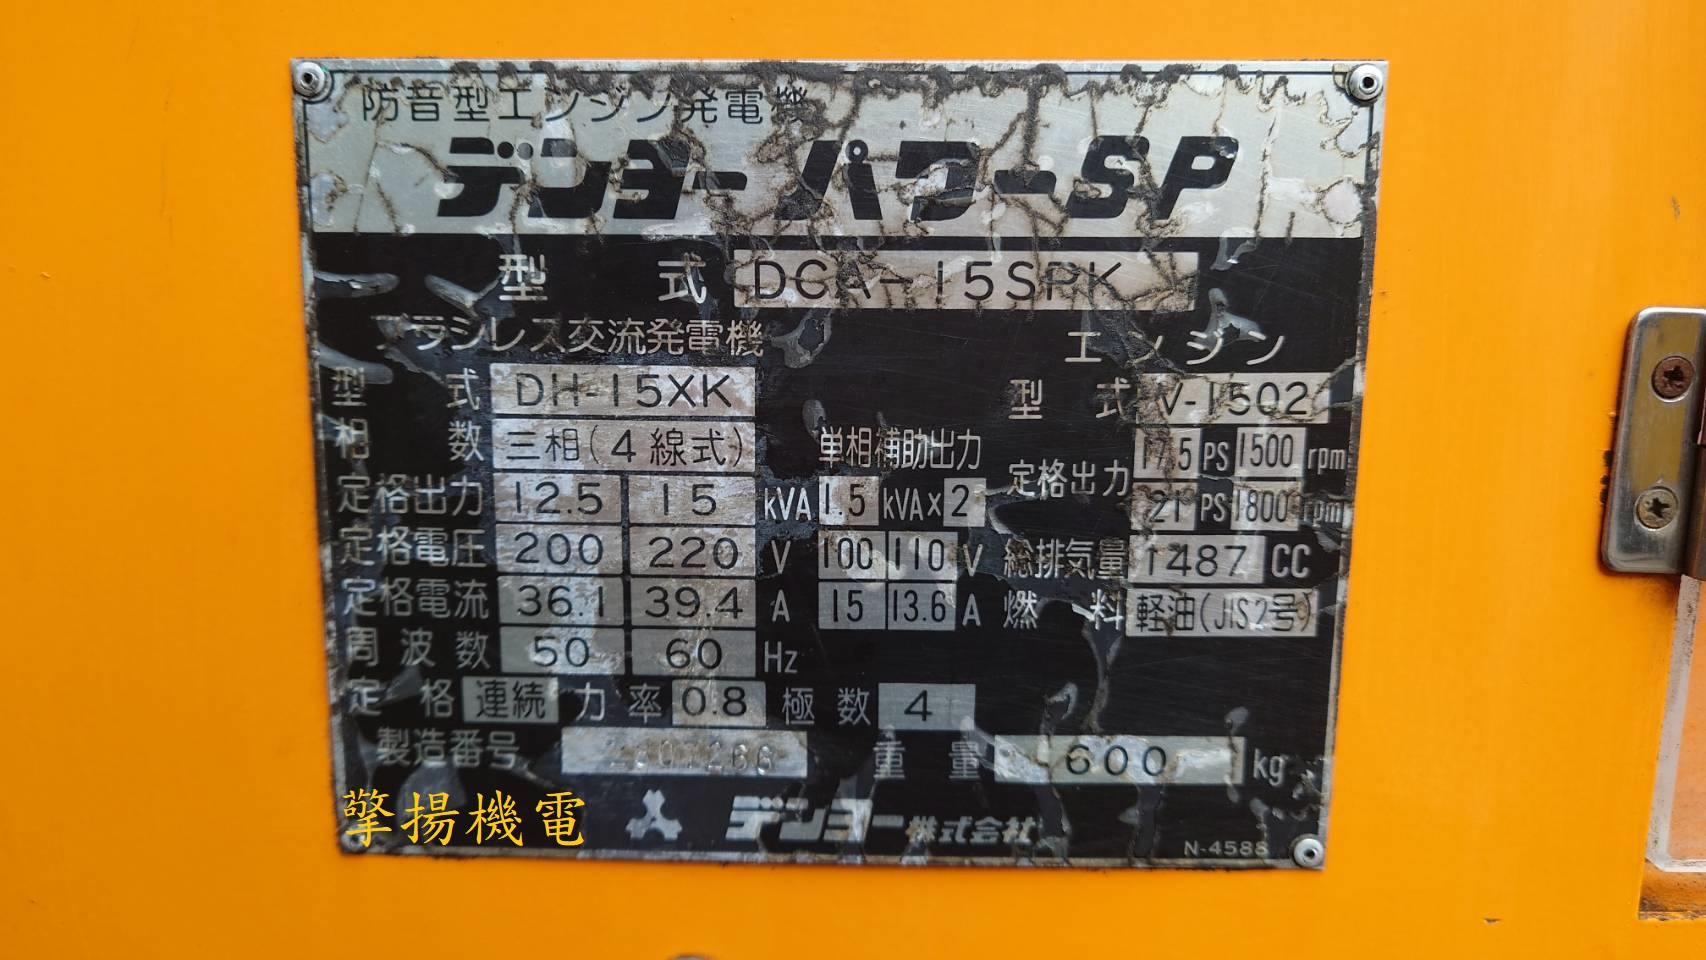 防音型エンジン発電機
デンヨーパワーSP
型式 DCA-15SPK
ブラシレス交流発電機
型式 DH-15XK
相数 三相(4線式)
定格出力 12.5 15 kVA
定格電圧 200 220 V
定格電流 36.1 39.4 A
周波数 50 60 Hz
定格 連続 力率 0.8 極数 4
単相補助出力
1.5 kVA×2
100 110 V
15 13.6 A
エンジン
型式 V-1502
定格出力 17.5 PS 1500 rpm
21 PS 1800 rpm
総排気量 1487 CC
燃料 軽油(JIS2号)
製造番号
重量 600 kg
デンヨー株式会社
N-4588
擎揚機電